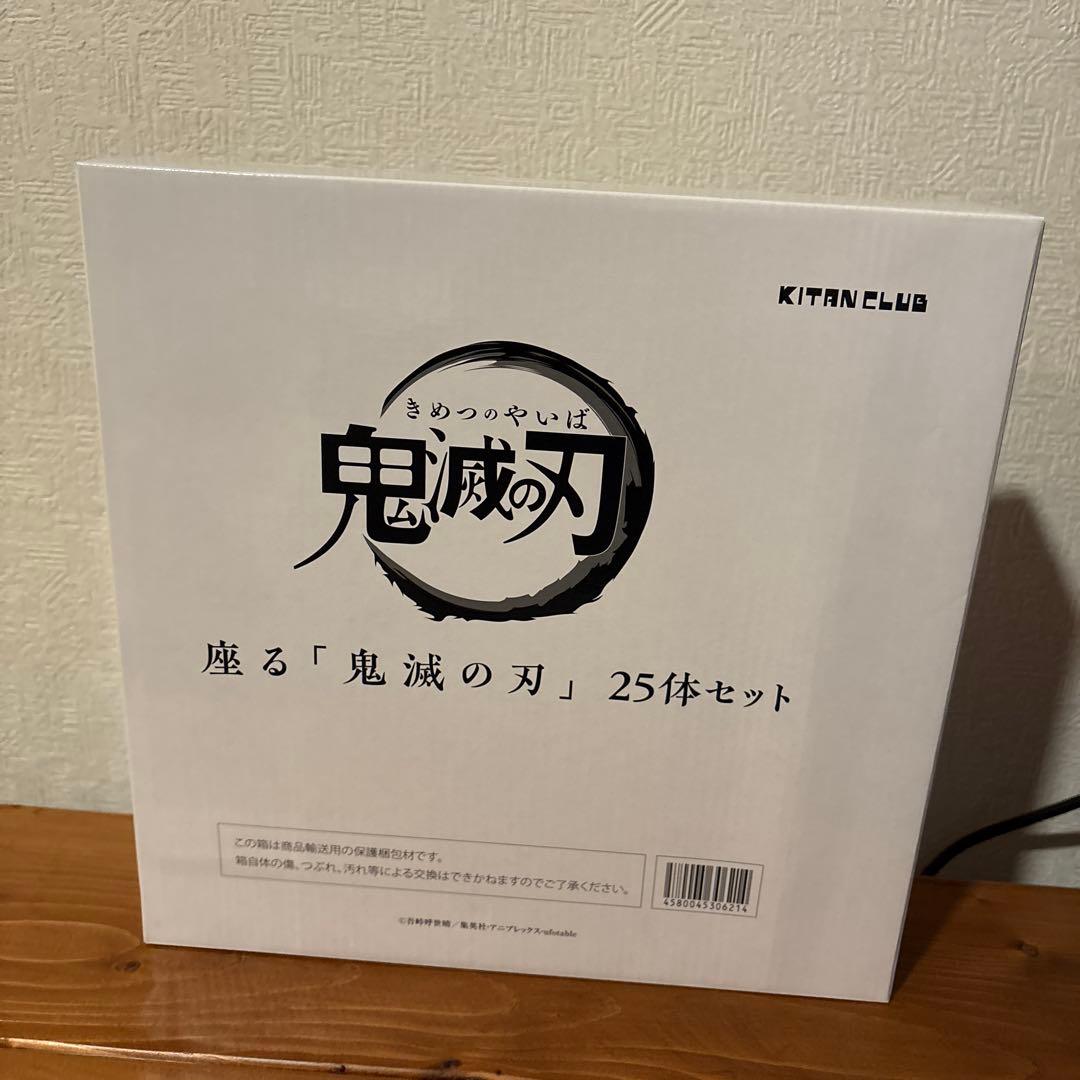 KITAN CLUB
きめつのやいば
鬼滅の刃
座る「鬼滅の刃」25体セット
この箱は商品輸送用の保護梱包材です。
箱自体の傷、つぶれ、汚れ等による交換はできかねますのでご了承ください。
4580045306214
©吾峠呼世晴／集英社・アニプレックス・ufotable